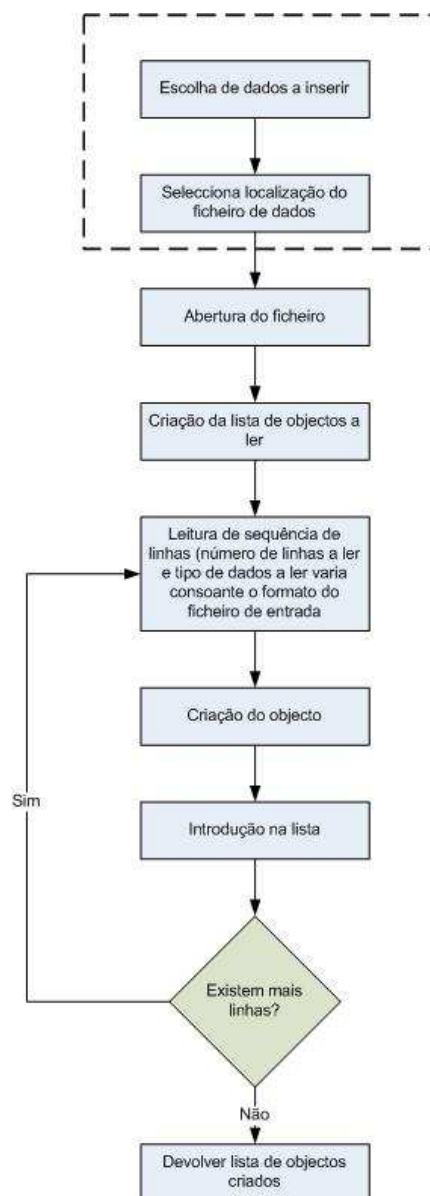 Escolha de dados a inserir
Selecciona localização do
ficheiro de dados
Abertura do ficheiro
Criação da lista de objectos a
ler
Leitura de sequência de
linhas (número de linhas a ler
e tipo de dados a ler varia
consoante o formato do
ficheiro de entrada
Criação do objecto
Sim
Introdução na lista
Existem mais
linhas?
Não
Devolver lista de objectos
criados